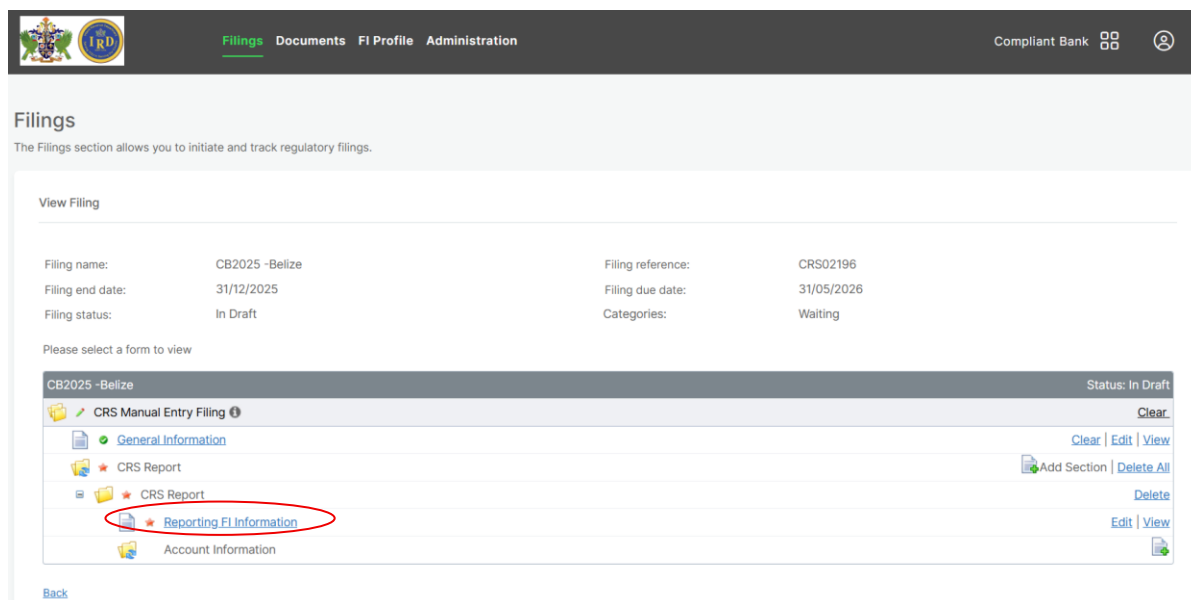 IRD
Filings Documents FI Profile Administration
Compliant Bank
Filings
The Filings section allows you to initiate and track regulatory filings.
View Filing
Filing name: CB2025 -Belize Filing reference: CRS02196
Filing end date: 31/12/2025 Filing due date: 31/05/2026
Filing status: In Draft Categories: Waiting
Please select a form to view
CB2025 -Belize Status: In Draft
CRS Manual Entry Filing Clear
General Information Clear | Edit | View
CRS Report Add Section | Delete All
CRS Report Delete
Reporting FI Information Edit | View
Account Information
Back